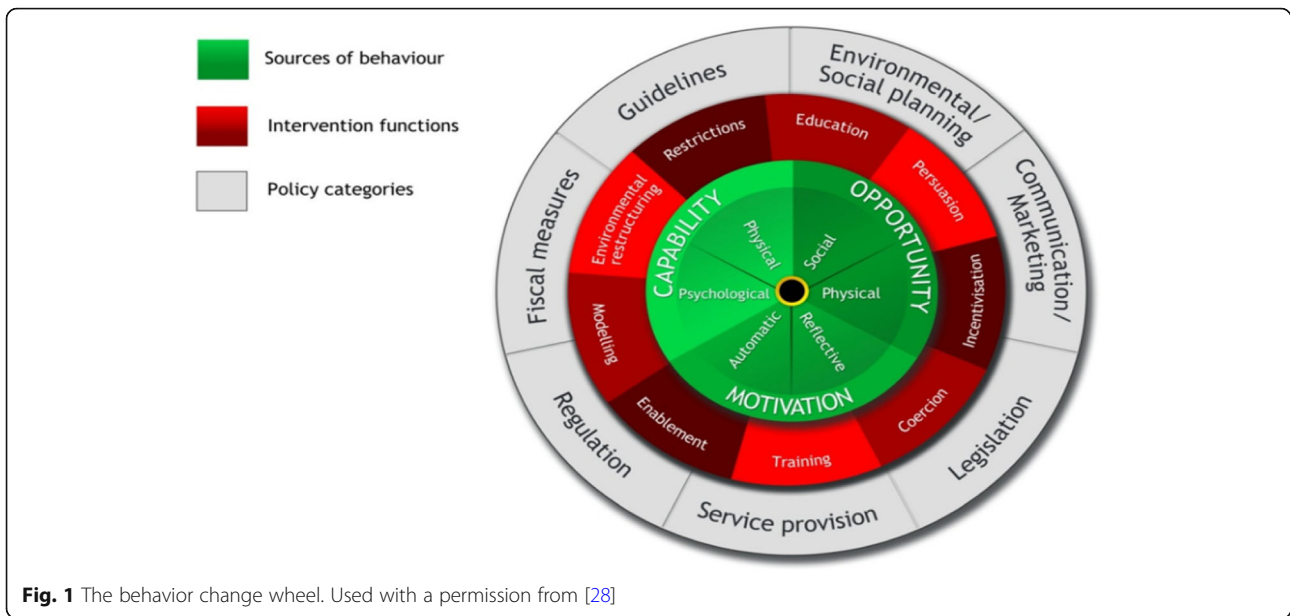 Sources of behaviour
Intervention functions
Policy categories
Guidelines
Environmental/
Social planning
Communication/
Marketing
Legislation
Service provision
Regulation
Fiscal measures
Restrictions
Education
Persuasion
Incentivisation
Coercion
Training
Enablement
Modelling
Environmental
restructuring
CAPABILITY
OPPORTUNITY
MOTIVATION
Physical
Social
Psychological
Physical
Automatic
Reflective
Fig. 1 The behavior change wheel. Used with a permission from [28]